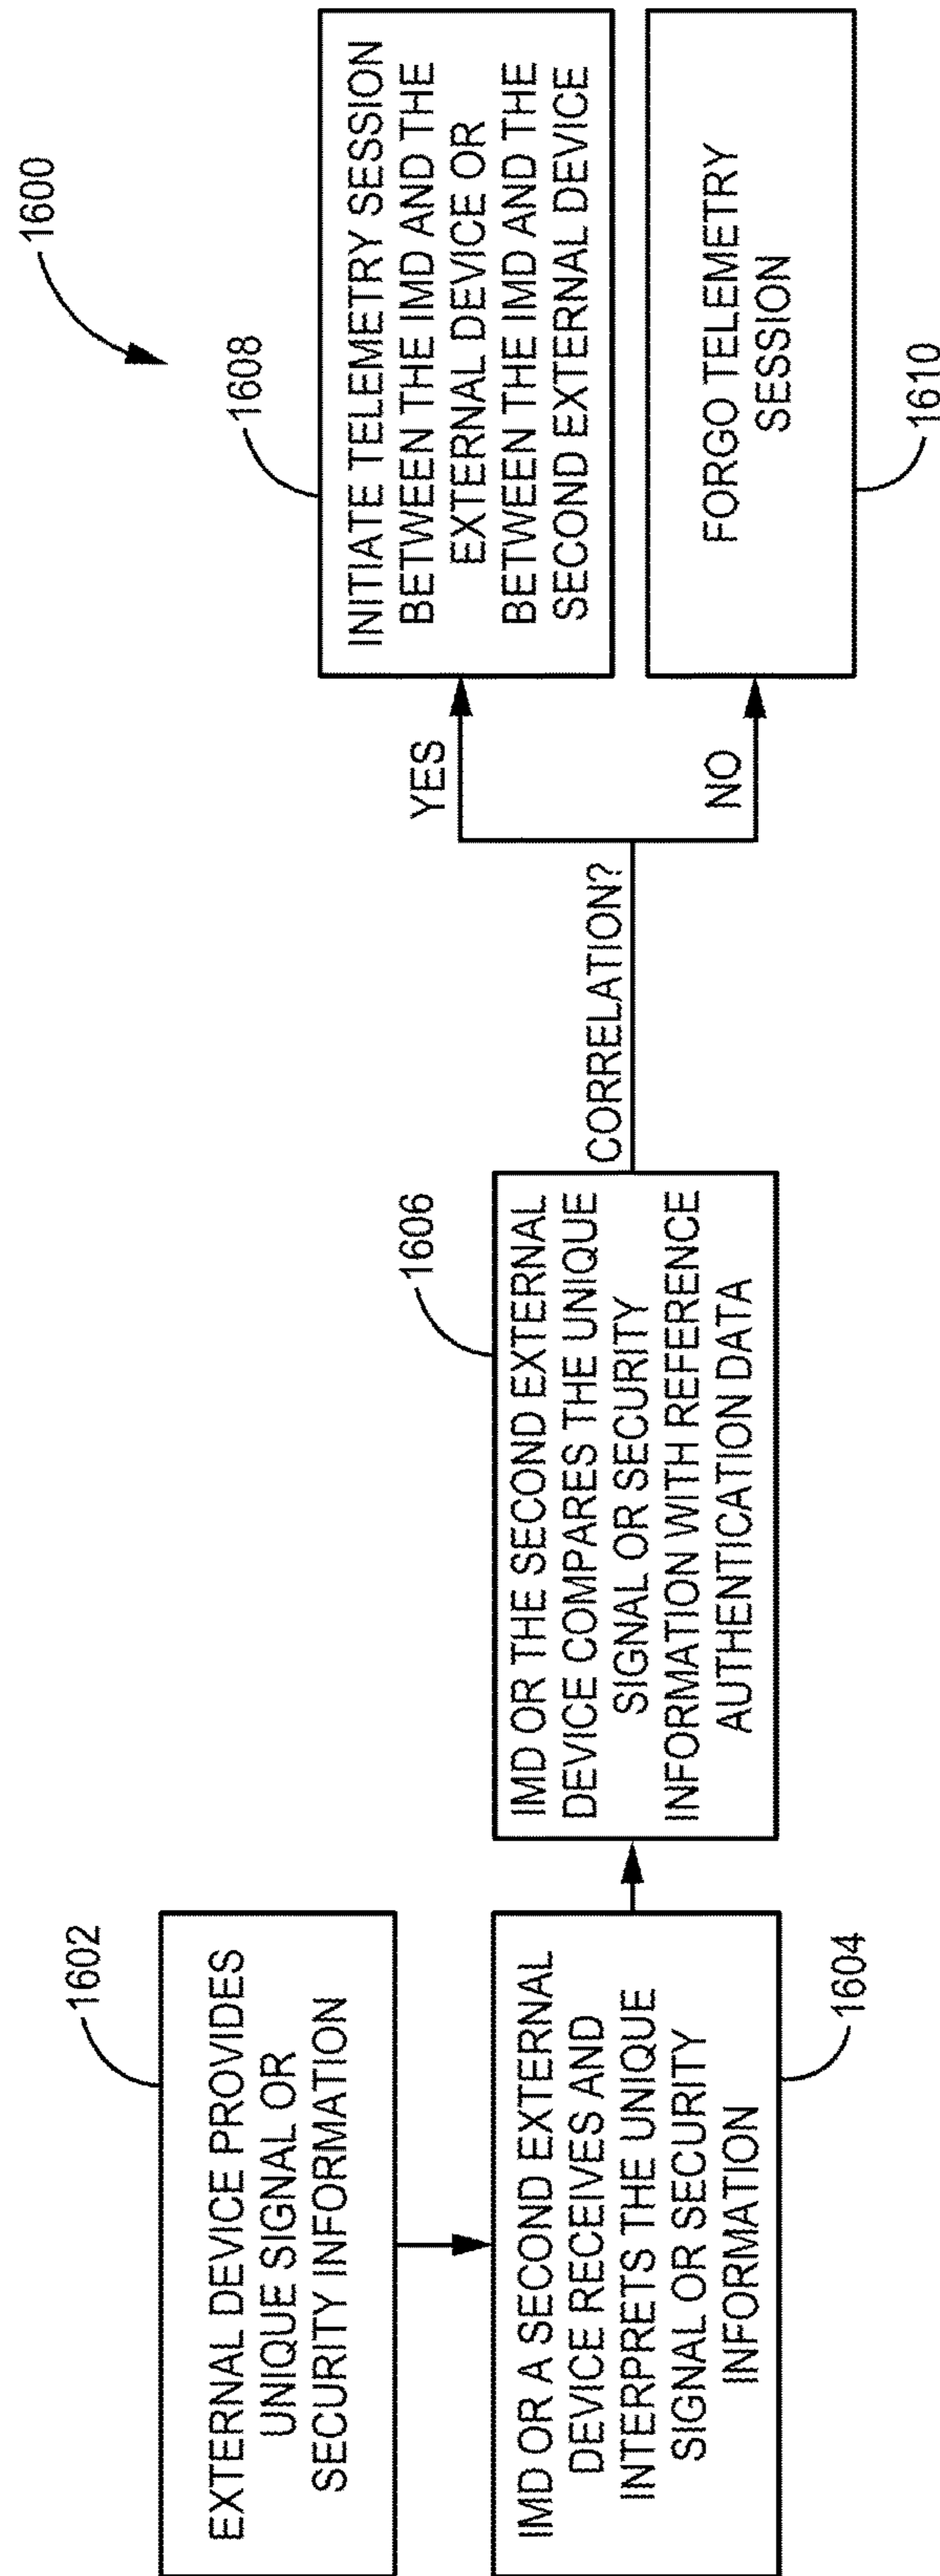 1600
1602
EXTERNAL DEVICE PROVIDES
UNIQUE SIGNAL OR
SECURITY INFORMATION
IMD OR A SECOND EXTERNAL
DEVICE RECEIVES AND
INTERPRETS THE UNIQUE
SIGNAL OR SECURITY
INFORMATION
1604
1606
IMD OR THE SECOND EXTERNAL
DEVICE COMPARES THE UNIQUE
SIGNAL OR SECURITY
INFORMATION WITH REFERENCE
AUTHENTICATION DATA
CORRELATION?
YES
NO
1608
INITIATE TELEMETRY SESSION
BETWEEN THE IMD AND THE
EXTERNAL DEVICE OR
BETWEEN THE IMD AND THE
SECOND EXTERNAL DEVICE
FORGO TELEMETRY
SESSION
1610